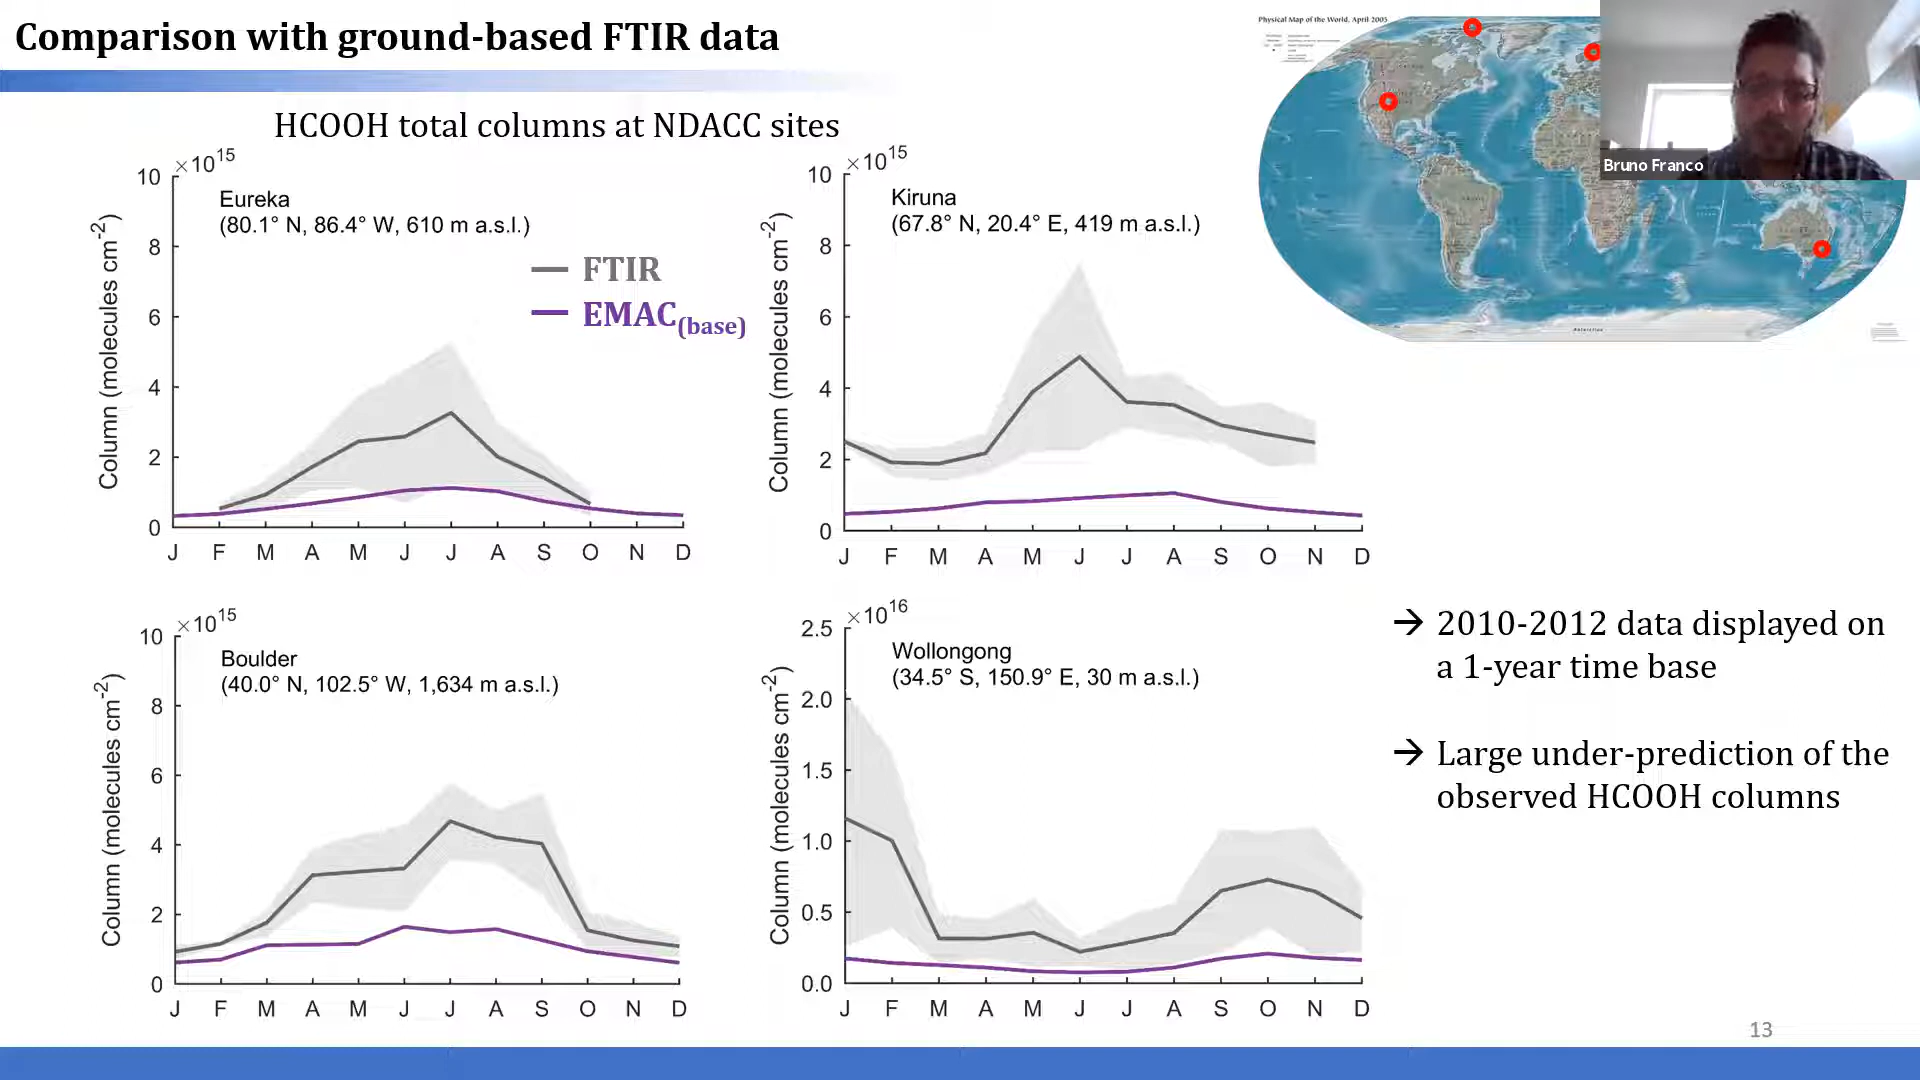 Comparison with ground-based FTIR data
Physical Map of the World, April 2005
Bruno Franco
HCOOH total columns at NDACC sites
×10^15
Eureka
(80.1° N, 86.4° W, 610 m a.s.l.)
FTIR
EMAC(base)
Column (molecules cm^-2)
10
8
6
4
2
0
J F M A M J J A S O N D
×10^15
Kiruna
(67.8° N, 20.4° E, 419 m a.s.l.)
Column (molecules cm^-2)
10
8
6
4
2
0
J F M A M J J A S O N D
×10^15
Boulder
(40.0° N, 102.5° W, 1,634 m a.s.l.)
Column (molecules cm^-2)
10
8
6
4
2
0
J F M A M J J A S O N D
×10^16
Wollongong
(34.5° S, 150.9° E, 30 m a.s.l.)
Column (molecules cm^-2)
2.5
2.0
1.5
1.0
0.5
0.0
J F M A M J J A S O N D
→ 2010-2012 data displayed on
a 1-year time base
→ Large under-prediction of the
observed HCOOH columns
13